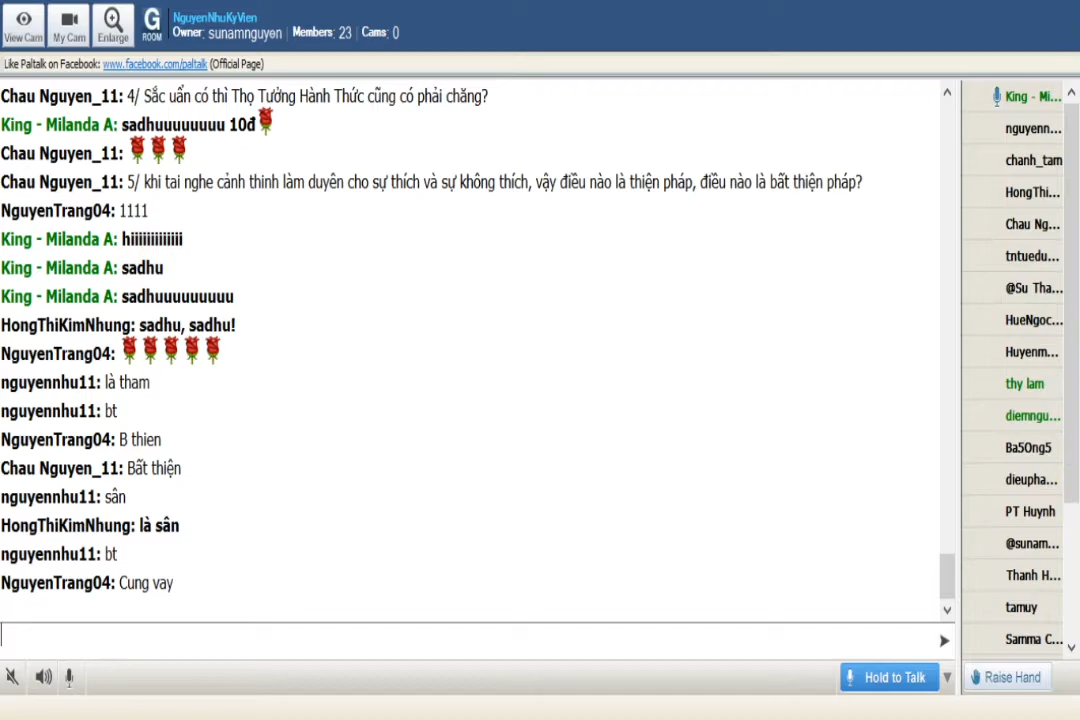 View Cam
My Cam
Enlarge
G
ROOM
NguyenNhuKyVien
Owner: sunamnguyen | Members: 23 | Cams: 0
Like Paltalk on Facebook: www.facebook.com/paltalk (Official Page)
Chau Nguyen_11: 4/ Sắc uẩn có thì Thọ Tưởng Hành Thức cũng có phải chăng?
King - Milanda A: sadhuuuuuuuu 10đ
Chau Nguyen_11:
Chau Nguyen_11: 5/ khi tai nghe cảnh thinh làm duyên cho sự thích và sự không thích, vậy điều nào là thiện pháp, điều nào là bất thiện pháp?
NguyenTrang04: 1111
King - Milanda A: hiiiiiiiiiiiii
King - Milanda A: sadhu
King - Milanda A: sadhuuuuuuuuu
HongThiKimNhung: sadhu, sadhu!
NguyenTrang04:
nguyennhu11: là tham
nguyennhu11: bt
NguyenTrang04: B thien
Chau Nguyen_11: Bất thiện
nguyennhu11: sân
HongThiKimNhung: là sân
nguyennhu11: bt
NguyenTrang04: Cung vay
King - Mi...
nguyenn...
chanh_tam
HongThi...
Chau Ng...
tntuedu...
@Su Tha...
HueNgoc...
Huyenm...
thy lam
diemngu...
Ba5Ong5
dieupha...
PT Huynh
@sunam...
Thanh H...
tamuy
Samma C...
Hold to Talk
Raise Hand